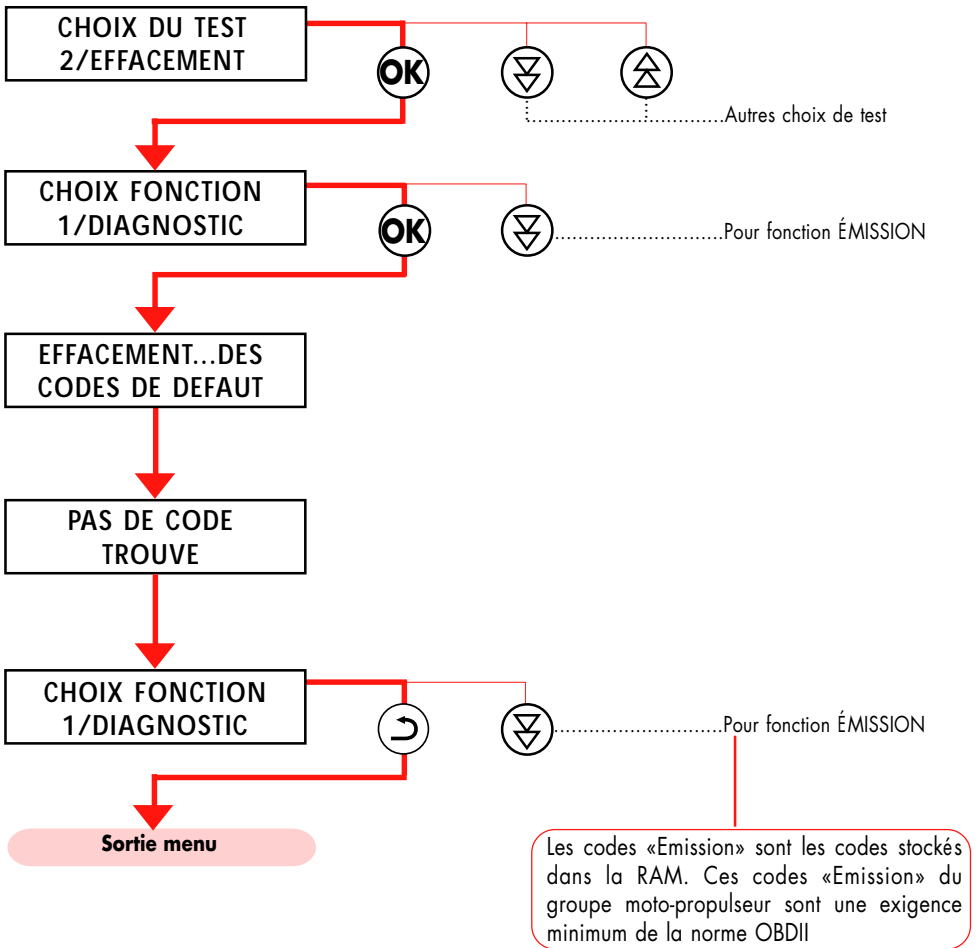 CHOIX DU TEST
2/EFFACEMENT
OK
..................................Autres choix de test
CHOIX FONCTION
1/DIAGNOSTIC
OK
.............................Pour fonction ÉMISSION
EFFACEMENT...DES
CODES DE DEFAUT
PAS DE CODE
TROUVE
CHOIX FONCTION
1/DIAGNOSTIC
.............................Pour fonction ÉMISSION
Sortie menu
Les codes «Emission» sont les codes stockés
dans la RAM. Ces codes «Emission» du
groupe moto-propulseur sont une exigence
minimum de la norme OBDII